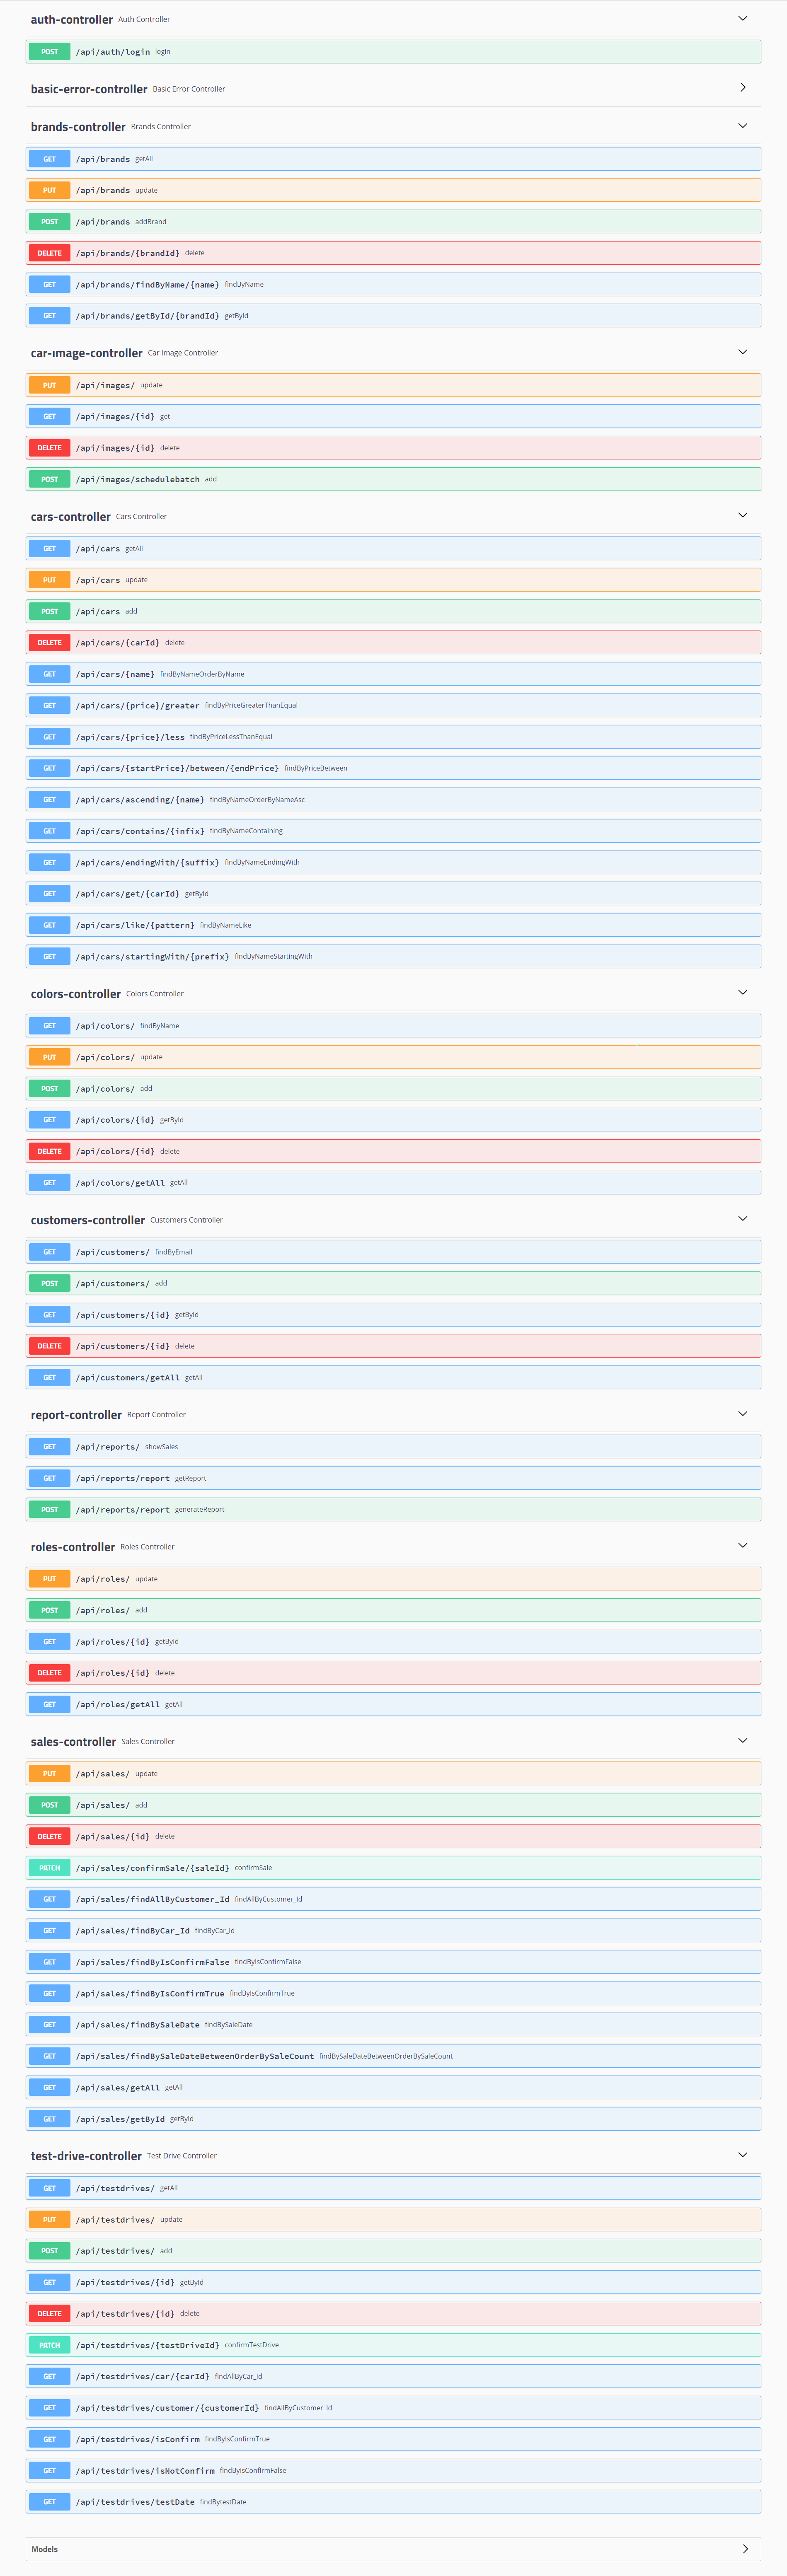 auth-controller Auth Controller
POST /api/auth/login login
basic-error-controller Basic Error Controller
brands-controller Brands Controller
GET /api/brands getAll
PUT /api/brands update
POST /api/brands addBrand
DELETE /api/brands/{brandId} delete
GET /api/brands/findByName/{name} findByName
GET /api/brands/getById/{brandId} getById
car-ımage-controller Car Image Controller
PUT /api/images/ update
GET /api/images/{id} get
DELETE /api/images/{id} delete
POST /api/images/schedulebatch add
cars-controller Cars Controller
GET /api/cars getAll
PUT /api/cars update
POST /api/cars add
DELETE /api/cars/{carId} delete
GET /api/cars/{name} findByNameOrderByName
GET /api/cars/{price}/greater findByPriceGreaterThanEqual
GET /api/cars/{price}/less findByPriceLessThanEqual
GET /api/cars/{startPrice}/between/{endPrice} findByPriceBetween
GET /api/cars/ascending/{name} findByNameOrderByNameAsc
GET /api/cars/contains/{infix} findByNameContaining
GET /api/cars/endingWith/{suffix} findByNameEndingWith
GET /api/cars/get/{carId} getById
GET /api/cars/like/{pattern} findByNameLike
GET /api/cars/startingWith/{prefix} findByNameStartingWith
colors-controller Colors Controller
GET /api/colors/ findByName
PUT /api/colors/ update
POST /api/colors/ add
GET /api/colors/{id} getById
DELETE /api/colors/{id} delete
GET /api/colors/getAll getAll
customers-controller Customers Controller
GET /api/customers/ findByEmail
POST /api/customers/ add
GET /api/customers/{id} getById
DELETE /api/customers/{id} delete
GET /api/customers/getAll getAll
report-controller Report Controller
GET /api/reports/ showSales
GET /api/reports/report getReport
POST /api/reports/report generateReport
roles-controller Roles Controller
PUT /api/roles/ update
POST /api/roles/ add
GET /api/roles/{id} getById
DELETE /api/roles/{id} delete
GET /api/roles/getAll getAll
sales-controller Sales Controller
PUT /api/sales/ update
POST /api/sales/ add
DELETE /api/sales/{id} delete
PATCH /api/sales/confirmSale/{saleId} confirmSale
GET /api/sales/findAllByCustomer_Id findAllByCustomer_Id
GET /api/sales/findByCar_Id findByCar_Id
GET /api/sales/findByIsConfirmFalse findByIsConfirmFalse
GET /api/sales/findByIsConfirmTrue findByIsConfirmTrue
GET /api/sales/findBySaleDate findBySaleDate
GET /api/sales/findBySaleDateBetweenOrderBySaleCount findBySaleDateBetweenOrderBySaleCount
GET /api/sales/getAll getAll
GET /api/sales/getById getById
test-drive-controller Test Drive Controller
GET /api/testdrives/ getAll
PUT /api/testdrives/ update
POST /api/testdrives/ add
GET /api/testdrives/{id} getById
DELETE /api/testdrives/{id} delete
PATCH /api/testdrives/{testDriveId} confirmTestDrive
GET /api/testdrives/car/{carId} findAllByCar_Id
GET /api/testdrives/customer/{customerId} findAllByCustomer_Id
GET /api/testdrives/isConfirm findByIsConfirmTrue
GET /api/testdrives/isNotConfirm findByIsConfirmFalse
GET /api/testdrives/testDate findBytestDate
Models